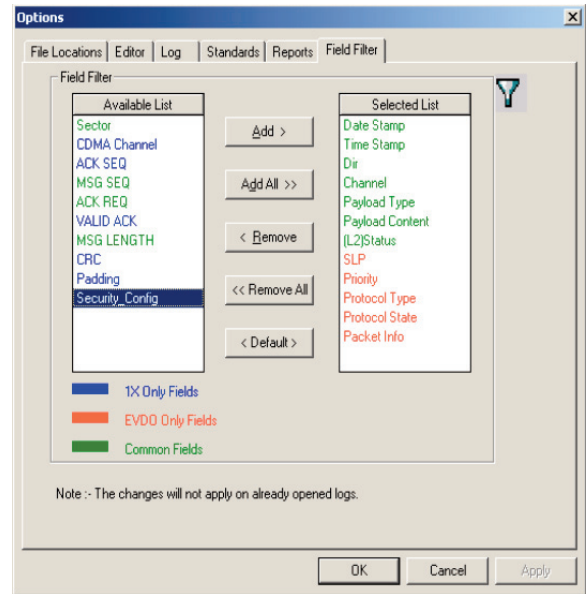 Options
File Locations Editor Log Standards Reports Field Filter
Field Filter
Available List
Sector
CDMA Channel
ACK SEQ
MSG SEQ
ACK REQ
VALID ACK
MSG LENGTH
CRC
Padding
Security_Config
Add >
Add All >>
< Remove
<< Remove All
< Default >
Selected List
Date Stamp
Time Stamp
Dir
Channel
Payload Type
Payload Content
(L2)Status
SLP
Priority
Protocol Type
Protocol State
Packet Info
1X Only Fields
EVDO Only Fields
Common Fields
Note :- The changes will not apply on already opened logs.
OK Cancel Apply